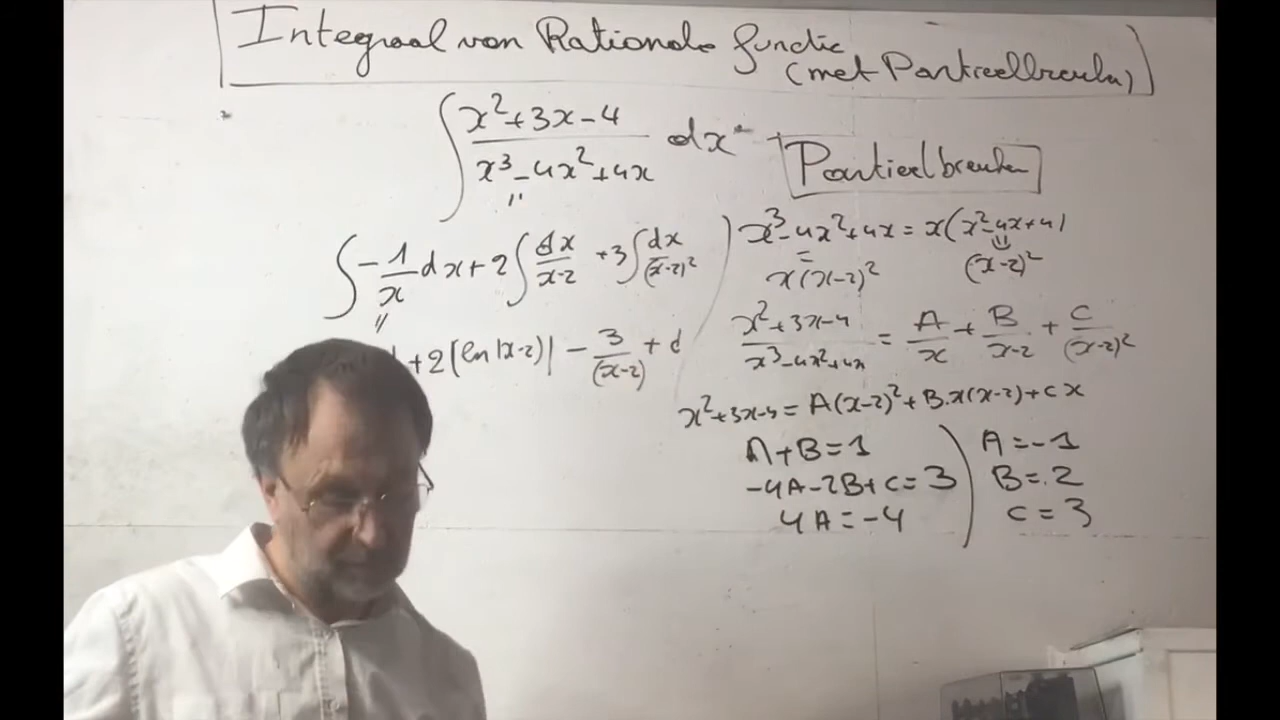 Integraal van Rationale functie
(met Partieelbreuken)
∫ (x²+3x-4)/(x³-4x²+4x) dx =
Partieelbreuken
∫ -1/x dx + 2 ∫ dx/(x-2) + 3 ∫ dx/(x-2)²
+ 2 (ln|x-2)| - 3/(x-2) + d
x³-4x²+4x = x(x²-4x+4)
= x(x-2)²
(x-2)²
(x²+3x-4)/(x³-4x²+4x) = A/x + B/(x-2) + C/(x-2)²
x²+3x-4 = A(x-2)² + B.x(x-2) + Cx
A+B=1
-4A-2B+C=3
4A=-4
A=-1
B=2
C=3